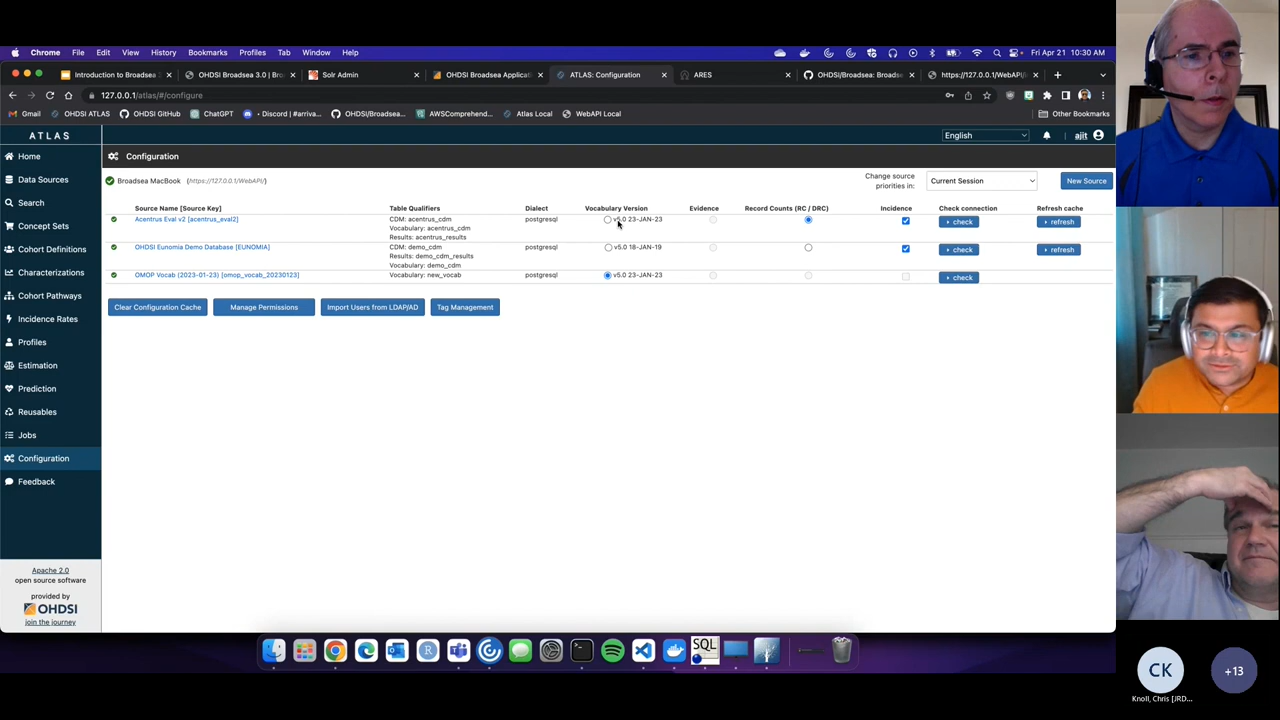 Chrome File Edit View History Bookmarks Profiles Tab Window Help Fri Apr 21 10:30 AM
Introduction to Broadsea OHDSI Broadsea 3.0 | Bro Solr Admin OHDSI Broadsea Applicati ATLAS: Configuration ARES OHDSI/Broadsea: Broadse https://127.0.0.1/WebAPI/
127.0.0.1/atlas/#/configure
Gmail OHDSI ATLAS OHDSI GitHub ChatGPT • Discord | #arriva... OHDSI/Broadsea... AWSComprehend... Atlas Local WebAPI Local Other Bookmarks
ATLAS
English
ajit
Home
Data Sources
Search
Concept Sets
Cohort Definitions
Characterizations
Cohort Pathways
Incidence Rates
Profiles
Estimation
Prediction
Reusables
Jobs
Configuration
Feedback
Apache 2.0
open source software
provided by
OHDSI
join the journey
Configuration
Broadsea MacBook (https://127.0.0.1/WebAPI/)
Change source
priorities in:
Current Session
New Source
Source Name [Source Key] Table Qualifiers Dialect Vocabulary Version Evidence Record Counts (RC / DRC) Incidence Check connection Refresh cache
Acentrus Eval v2 [acentrus_eval2] CDM: acentrus_cdm postgresql v5.0 23-JAN-23 check refresh
Vocabulary: acentrus_cdm
Results: acentrus_results
OHDSI Eunomia Demo Database [EUNOMIA] CDM: demo_cdm postgresql v5.0 18-JAN-19 check refresh
Results: demo_cdm_results
Vocabulary: demo_cdm
OMOP Vocab (2023-01-23) [omop_vocab_20230123] Vocabulary: new_vocab postgresql v5.0 23-JAN-23 check
Clear Configuration Cache Manage Permissions Import Users from LDAP/AD Tag Management
SQL
CK
+13
Knoll, Chris [JRD...